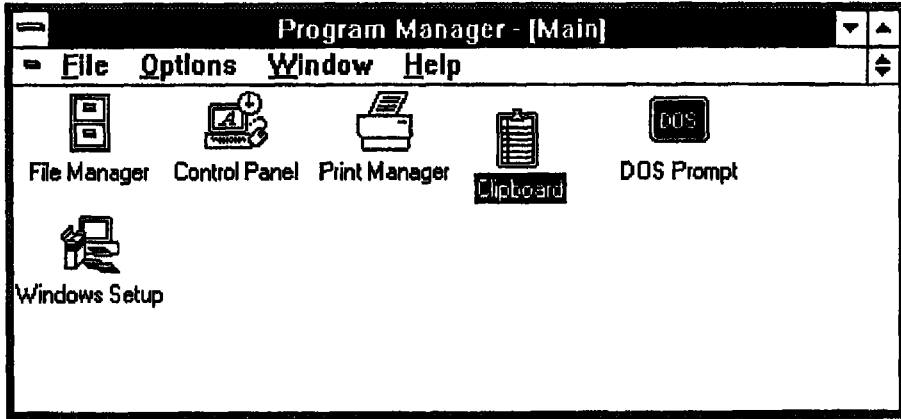 Program Manager - [Main]
File Options Window Help
A
DOS
File Manager Control Panel Print Manager Clipboard DOS Prompt
Windows Setup